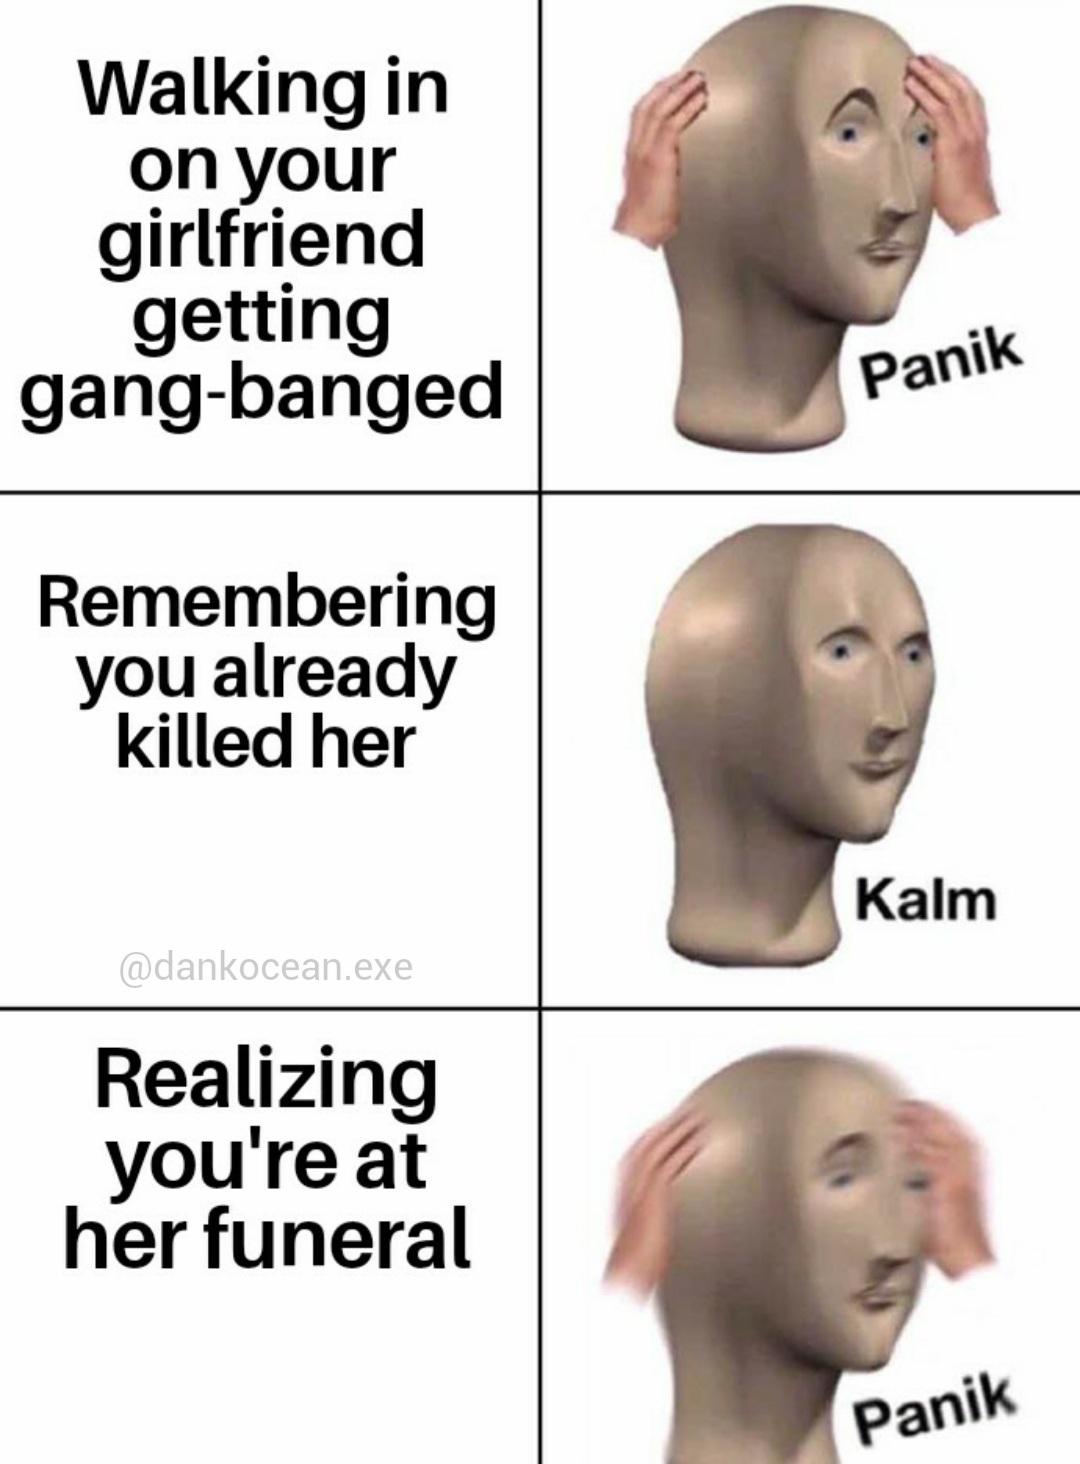 Walking in
on your
girlfriend
getting
gang-banged
Panik
Remembering
you already
killed her
Kalm
@dankocean.exe
Realizing
you're at
her funeral
Panik